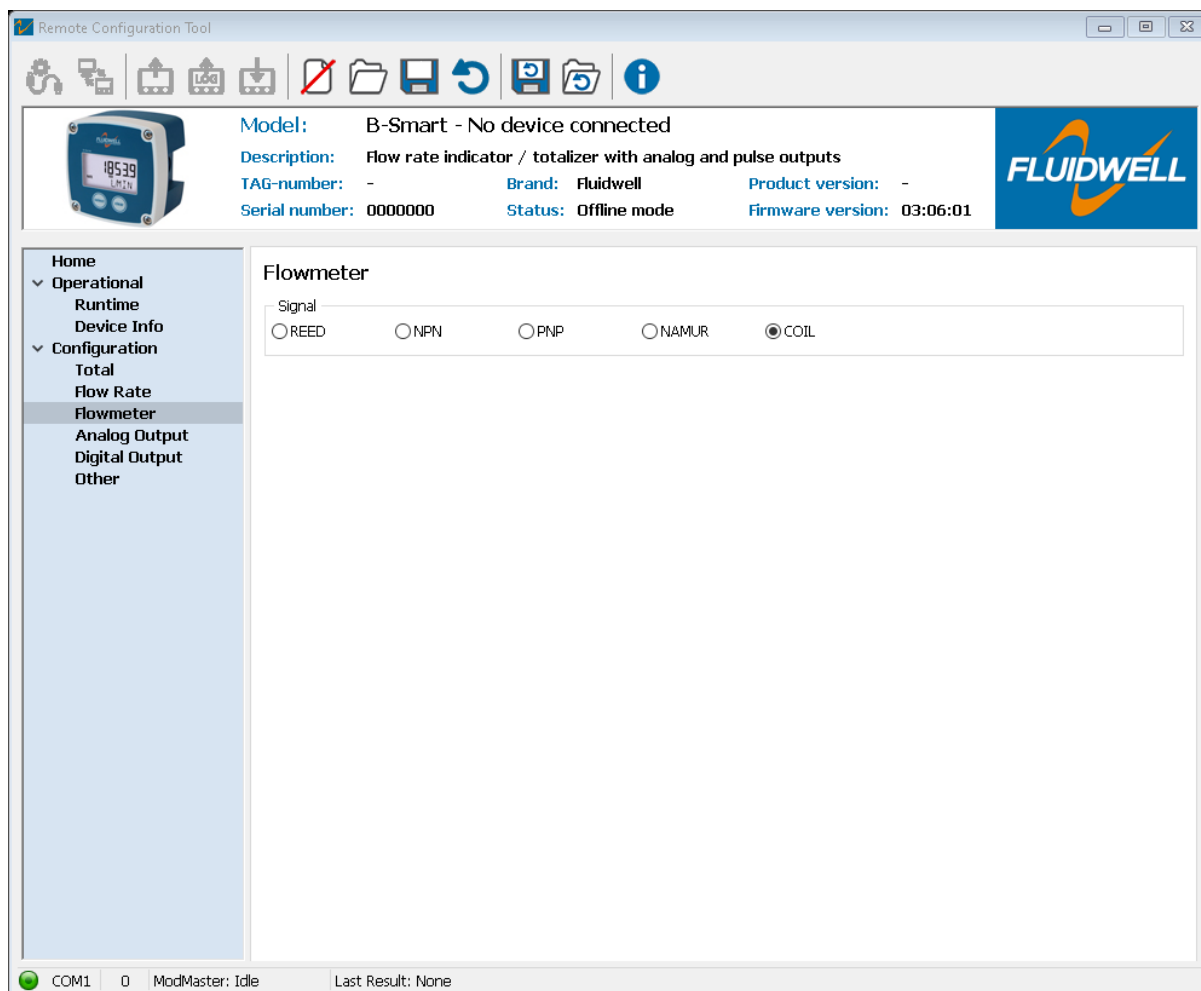 Remote Configuration Tool
LOG
Model: B-Smart - No device connected
Description: Flow rate indicator / totalizer with analog and pulse outputs
TAG-number: - Brand: Fluidwell Product version: -
Serial number: 0000000 Status: Offline mode Firmware version: 03:06:01
18539
L/MIN
FLUIDWELL
Home
Operational
Runtime
Device Info
Configuration
Total
Flow Rate
Flowmeter
Analog Output
Digital Output
Other
Flowmeter
Signal
REED NPN PNP NAMUR COIL
COM1 0 ModMaster: Idle Last Result: None